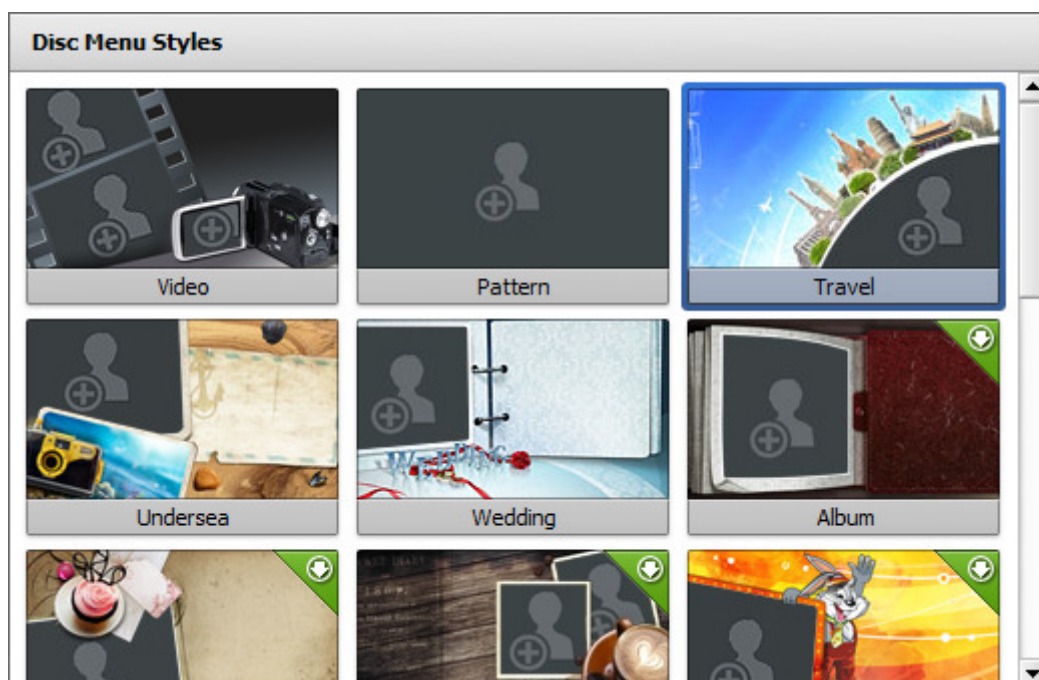 Disc Menu Styles
Video
Pattern
Travel
Undersea
Wedding
Album